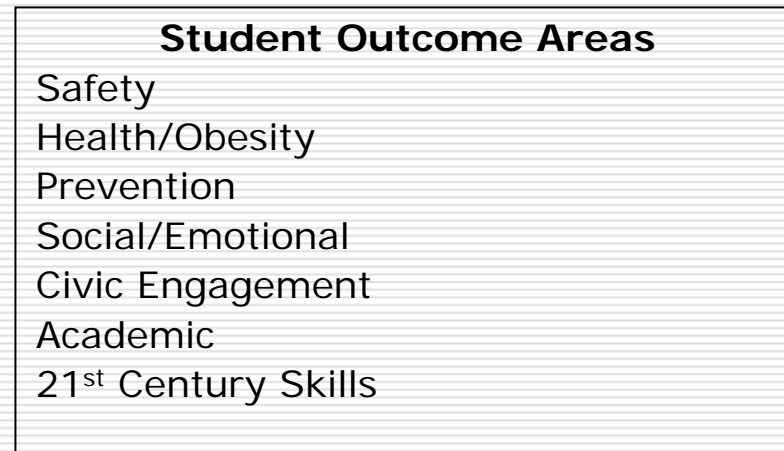 Student Outcome Areas
Safety
Health/Obesity
Prevention
Social/Emotional
Civic Engagement
Academic
21st Century Skills